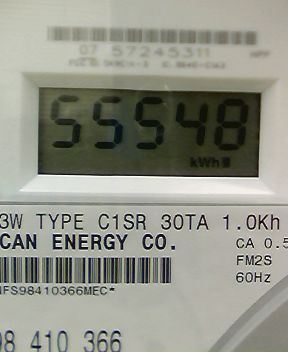 07 57245311
55548
kWh
3W TYPE C1SR 30TA 1.0Kh
CAN ENERGY CO.
CA 0.5
FM2S
60Hz
NFS98410366MEC*
98 410 366